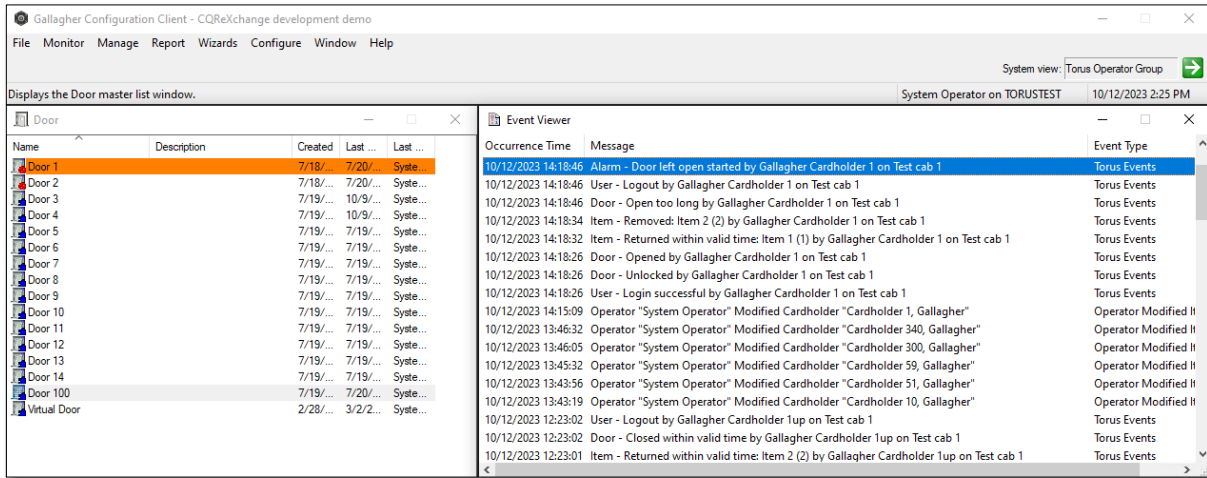 Gallagher Configuration Client - CQReXchange development demo
File Monitor Manage Report Wizards Configure Window Help
System view: Torus Operator Group
Displays the Door master list window. System Operator on TORUSTEST 10/12/2023 2:25 PM
Door
Name Description Created Last ... Last ...
Door 1 7/18/... 7/20/... Syste...
Door 2 7/18/... 7/20/... Syste...
Door 3 7/19/... 10/9/... Syste...
Door 4 7/19/... 10/9/... Syste...
Door 5 7/19/... 7/19/... Syste...
Door 6 7/19/... 7/19/... Syste...
Door 7 7/19/... 7/19/... Syste...
Door 8 7/19/... 7/19/... Syste...
Door 9 7/19/... 7/19/... Syste...
Door 10 7/19/... 7/19/... Syste...
Door 11 7/19/... 7/19/... Syste...
Door 12 7/19/... 7/19/... Syste...
Door 13 7/19/... 7/19/... Syste...
Door 14 7/19/... 7/19/... Syste...
Door 100 7/19/... 7/20/... Syste...
Virtual Door 2/28/... 3/2/2... Syste...
Event Viewer
Occurrence Time Message Event Type
10/12/2023 14:18:46 Alarm - Door left open started by Gallagher Cardholder 1 on Test cab 1 Torus Events
10/12/2023 14:18:46 User - Logout by Gallagher Cardholder 1 on Test cab 1 Torus Events
10/12/2023 14:18:46 Door - Open too long by Gallagher Cardholder 1 on Test cab 1 Torus Events
10/12/2023 14:18:34 Item - Removed: Item 2 (2) by Gallagher Cardholder 1 on Test cab 1 Torus Events
10/12/2023 14:18:32 Item - Returned within valid time: Item 1 (1) by Gallagher Cardholder 1 on Test cab 1 Torus Events
10/12/2023 14:18:26 Door - Opened by Gallagher Cardholder 1 on Test cab 1 Torus Events
10/12/2023 14:18:26 Door - Unlocked by Gallagher Cardholder 1 on Test cab 1 Torus Events
10/12/2023 14:18:26 User - Login successful by Gallagher Cardholder 1 on Test cab 1 Torus Events
10/12/2023 14:15:09 Operator "System Operator" Modified Cardholder "Cardholder 1, Gallagher" Operator Modified It
10/12/2023 13:46:32 Operator "System Operator" Modified Cardholder "Cardholder 340, Gallagher" Operator Modified It
10/12/2023 13:46:05 Operator "System Operator" Modified Cardholder "Cardholder 300, Gallagher" Operator Modified It
10/12/2023 13:45:32 Operator "System Operator" Modified Cardholder "Cardholder 59, Gallagher" Operator Modified It
10/12/2023 13:43:56 Operator "System Operator" Modified Cardholder "Cardholder 51, Gallagher" Operator Modified It
10/12/2023 13:43:19 Operator "System Operator" Modified Cardholder "Cardholder 10, Gallagher" Operator Modified It
10/12/2023 12:23:02 User - Logout by Gallagher Cardholder 1up on Test cab 1 Torus Events
10/12/2023 12:23:02 Door - Closed within valid time by Gallagher Cardholder 1up on Test cab 1 Torus Events
10/12/2023 12:23:01 Item - Returned within valid time: Item 2 (2) by Gallagher Cardholder 1up on Test cab 1 Torus Events